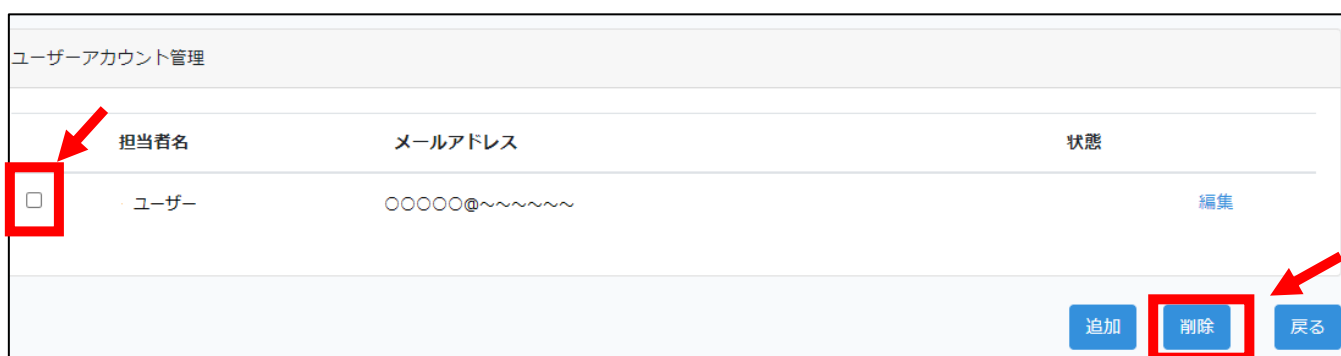 ユーザーアカウント管理
担当者名 メールアドレス 状態
ユーザー ○○○○○@~~~~~~ 編集
追加 削除 戻る